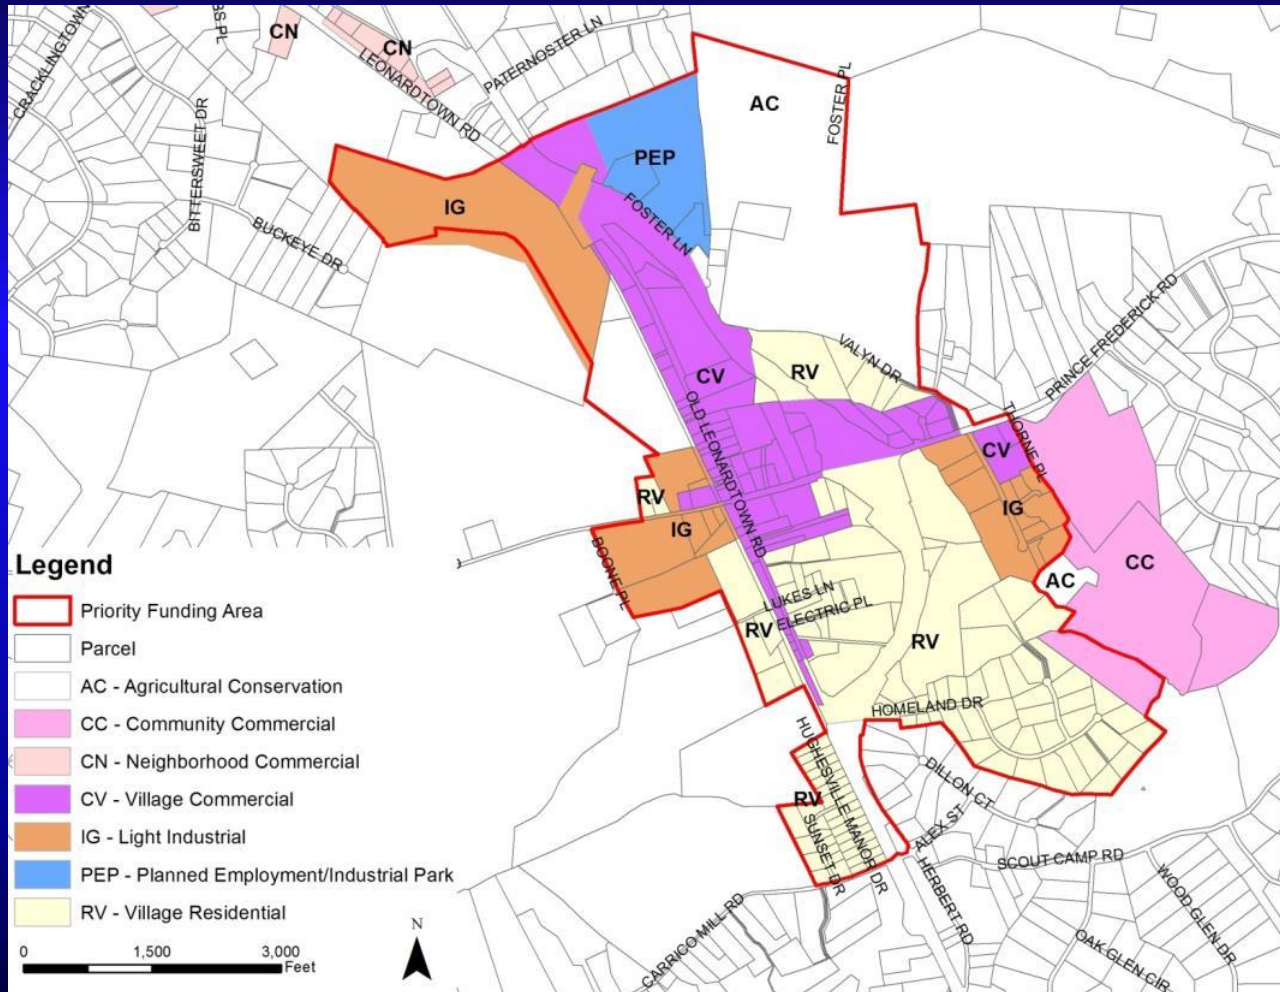 CRACKLINGTOWN
BS PL
CN
CN
LEONARDTOWN RD
PATERNOSTER LN
AC
FOSTER PL
BITTERSWEET DR
PEP
IG
FOSTER LN
BUCKEYE DR
PRINCE FREDERICK RD
VALYN DR
RV
CV
OLD LEONARDTOWN RD
THORNE PL
CV
RV
IG
IG
BOONE PL
AC
CC
LUKES LN
ELECTRIC PL
RV
RV
HOMELAND DR
HUGHESVILLE MANOR DR
DILLON CT
RV
SUNSET DR
ALEX ST
SCOUT CAMP RD
HERBERT RD
WOOD GLEN DR
CARRICO MILL RD
OAK GLEN CIR
Legend
Priority Funding Area
Parcel
AC - Agricultural Conservation
CC - Community Commercial
CN - Neighborhood Commercial
CV - Village Commercial
IG - Light Industrial
PEP - Planned Employment/Industrial Park
RV - Village Residential
N
0 1,500 3,000
Feet